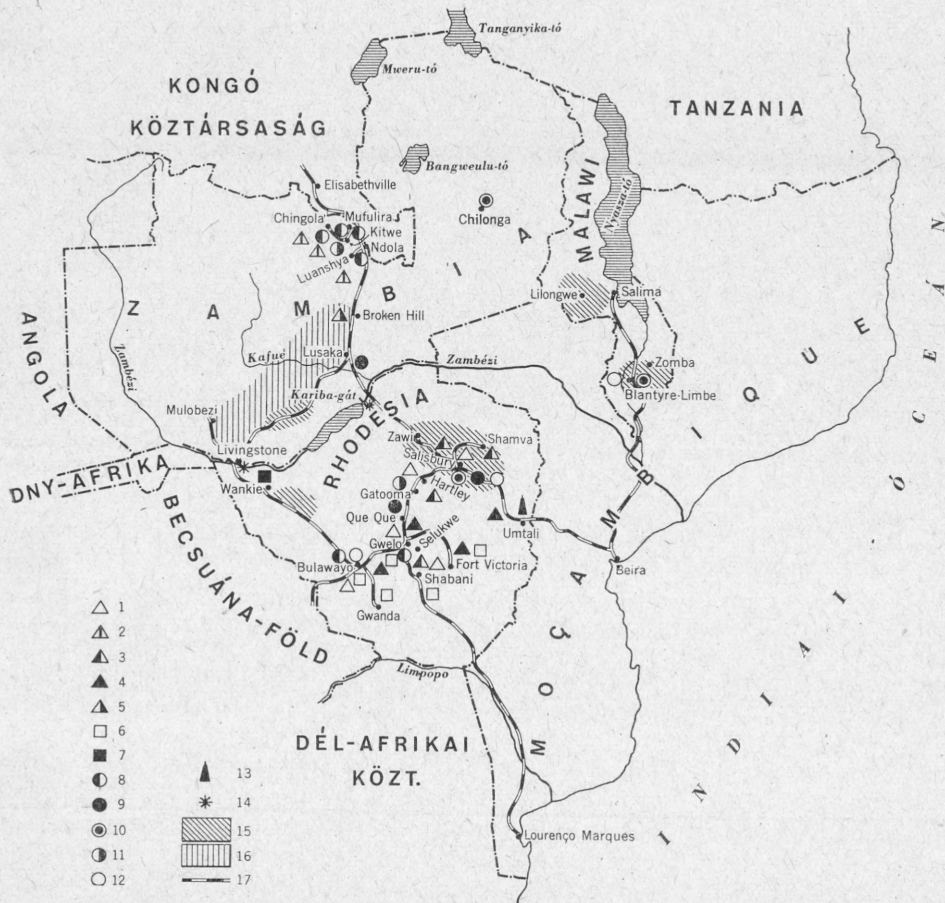 Tanganyika-tó
Mweru-tó
KONGÓ
KÖZTÁRSASÁG
TANZANIA
Bangweulu-tó
MALAWI
Nyasza-tó
Elisabethville
Chingola
Mufulira
Kitwe
Ndola
Luanshya
Chilonga
ZAMBIA
Lilongwe
Salima
ANGOLA
Zambézi
Broken Hill
Kafue
Lusaka
Zambézi
Zomba
Blantyre-Limbe
Kariba-gát
Mulobezi
RHODESIA
Livingstone
Zawi
Shamva
Salisbury
DNY-AFRIKA
Wankie
Hartley
Gatooma
Que Que
Umtali
Gwelo
Selukwe
Beira
Bulawayo
Fort Victoria
Shabani
Gwanda
BECSUÁNA-FÖLD
MOÇAMBIQUE
INDIAI ÓCEÁN
Limpopo
DÉL-AFRIKAI
KÖZT.
Lourenço Marques
1
2
3
4
5
6
7
8
9
10
11
12
13
14
15
16
17